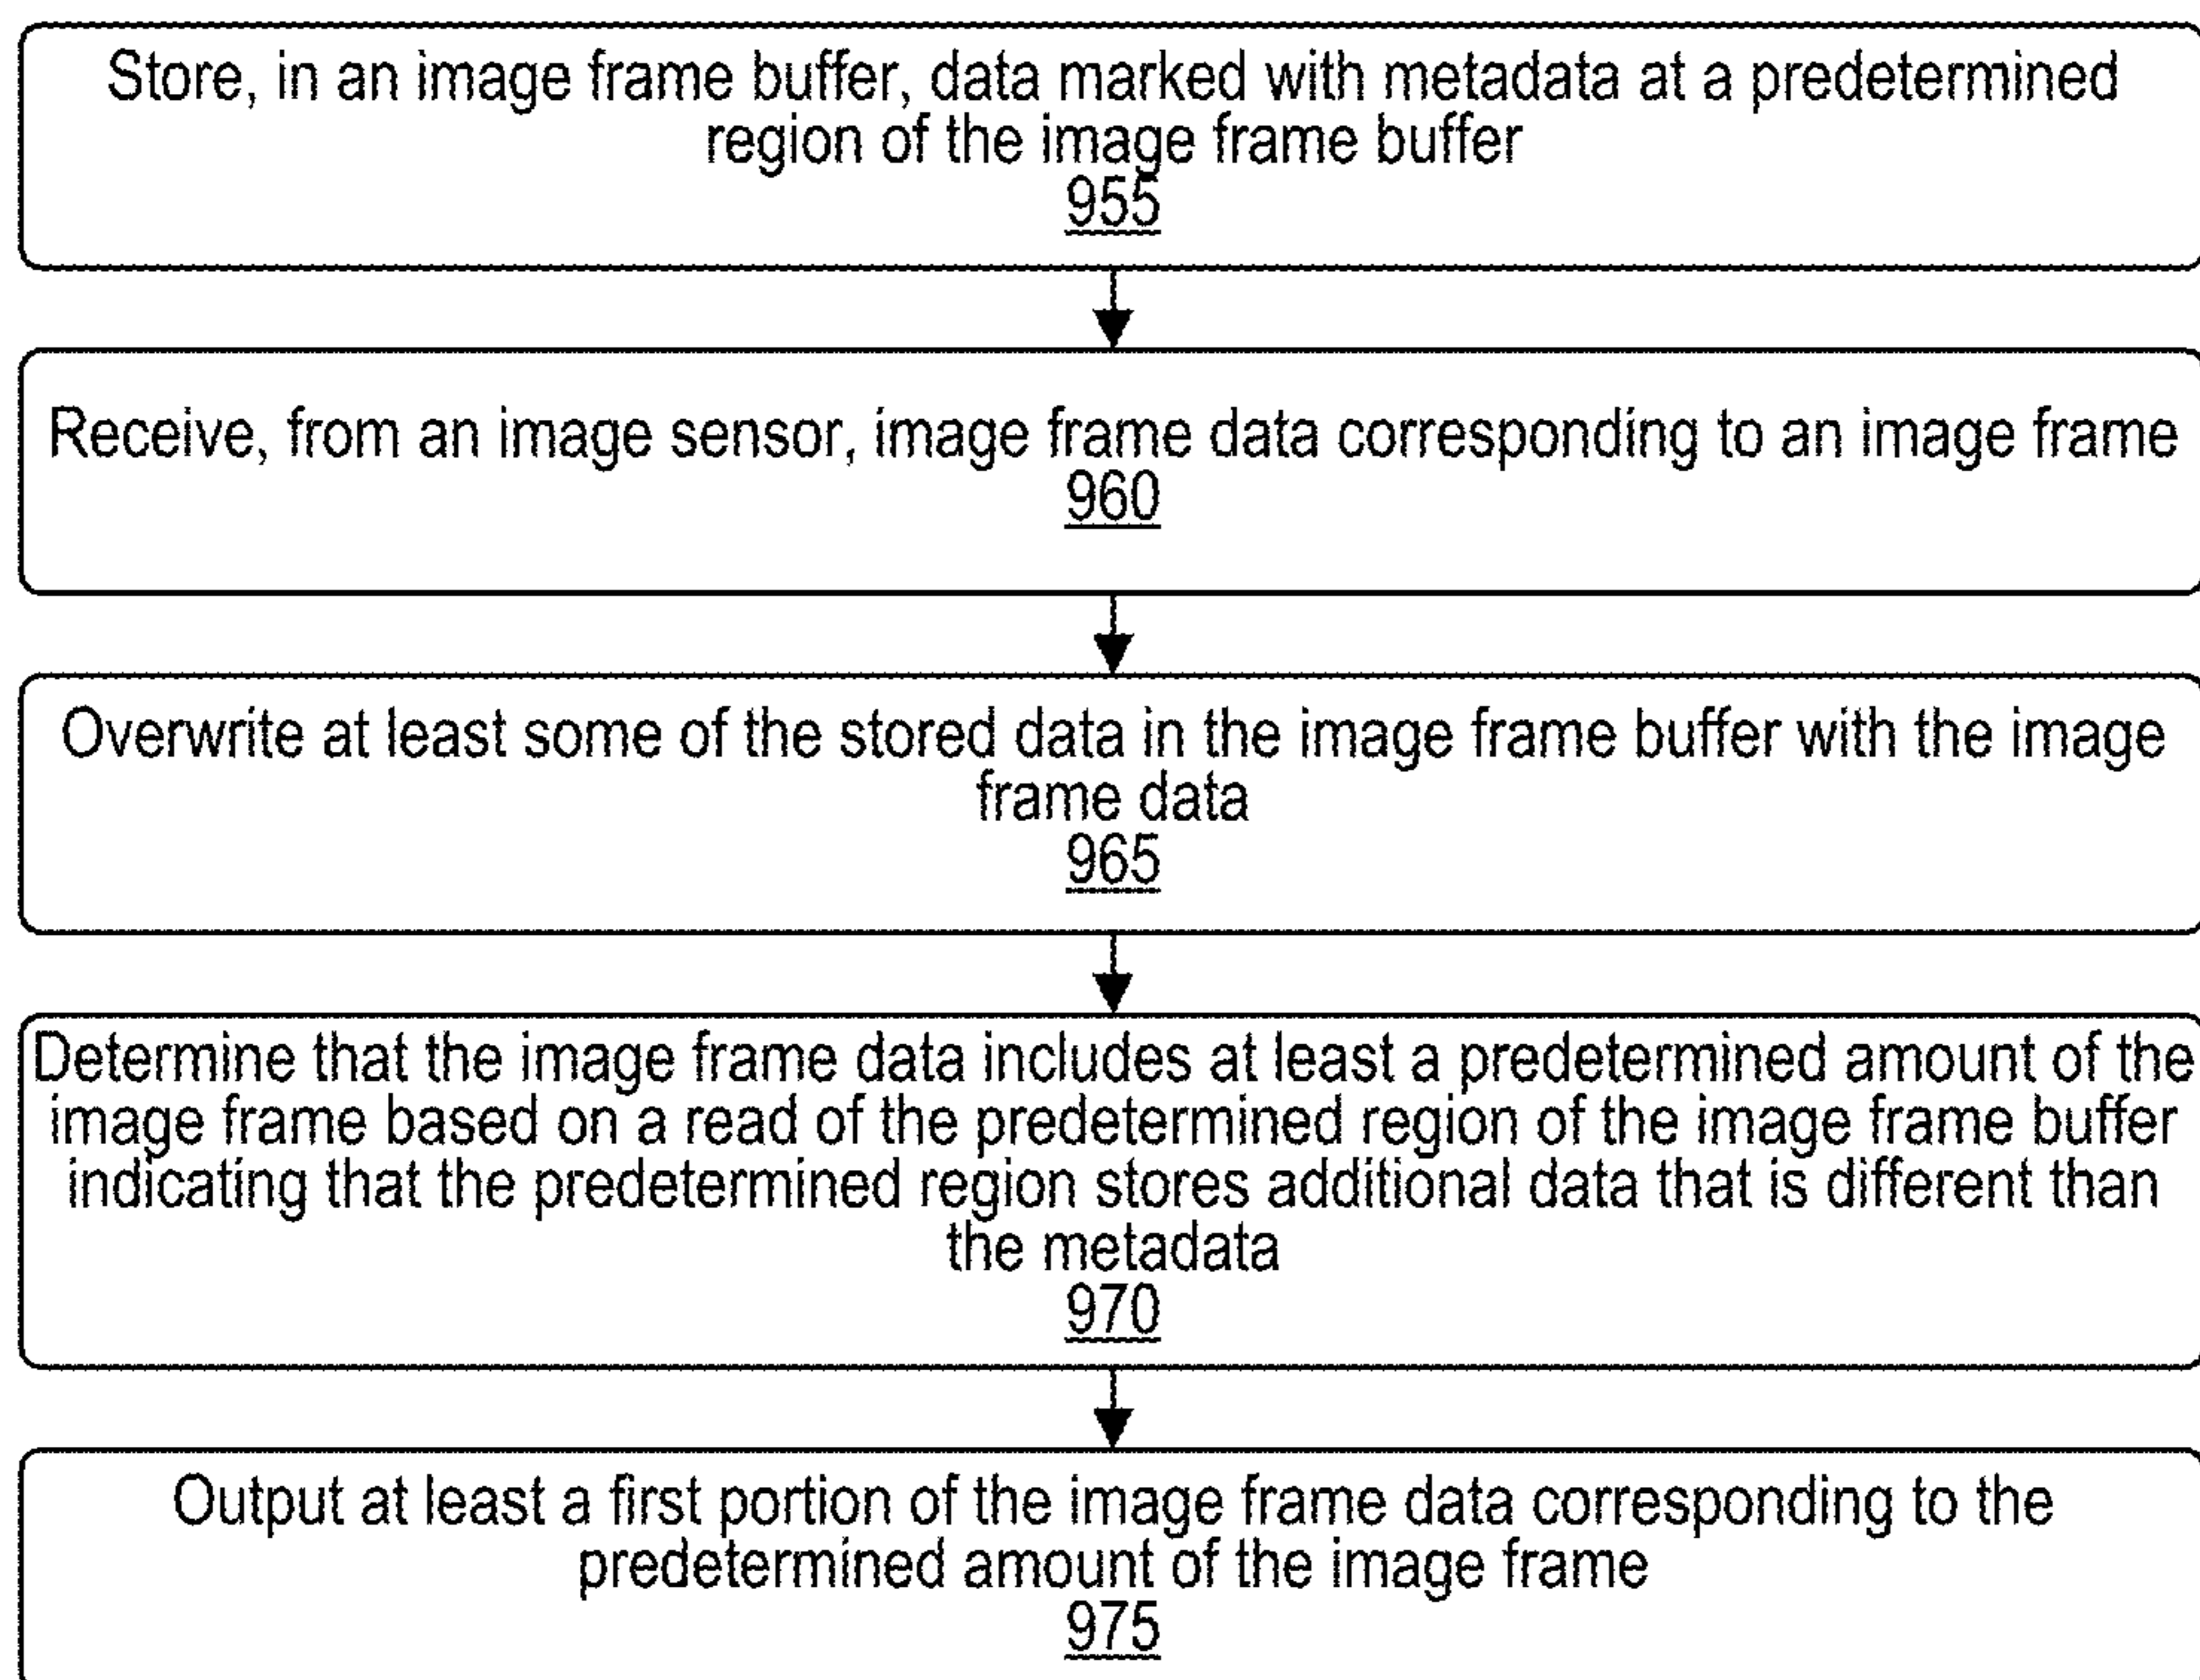 Store, in an image frame buffer, data marked with metadata at a predetermined
region of the image frame buffer
955
Receive, from an image sensor, image frame data corresponding to an image frame
960
Overwrite at least some of the stored data in the image frame buffer with the image
frame data
965
Determine that the image frame data includes at least a predetermined amount of the
image frame based on a read of the predetermined region of the image frame buffer
indicating that the predetermined region stores additional data that is different than
the metadata
970
Output at least a first portion of the image frame data corresponding to the
predetermined amount of the image frame
975